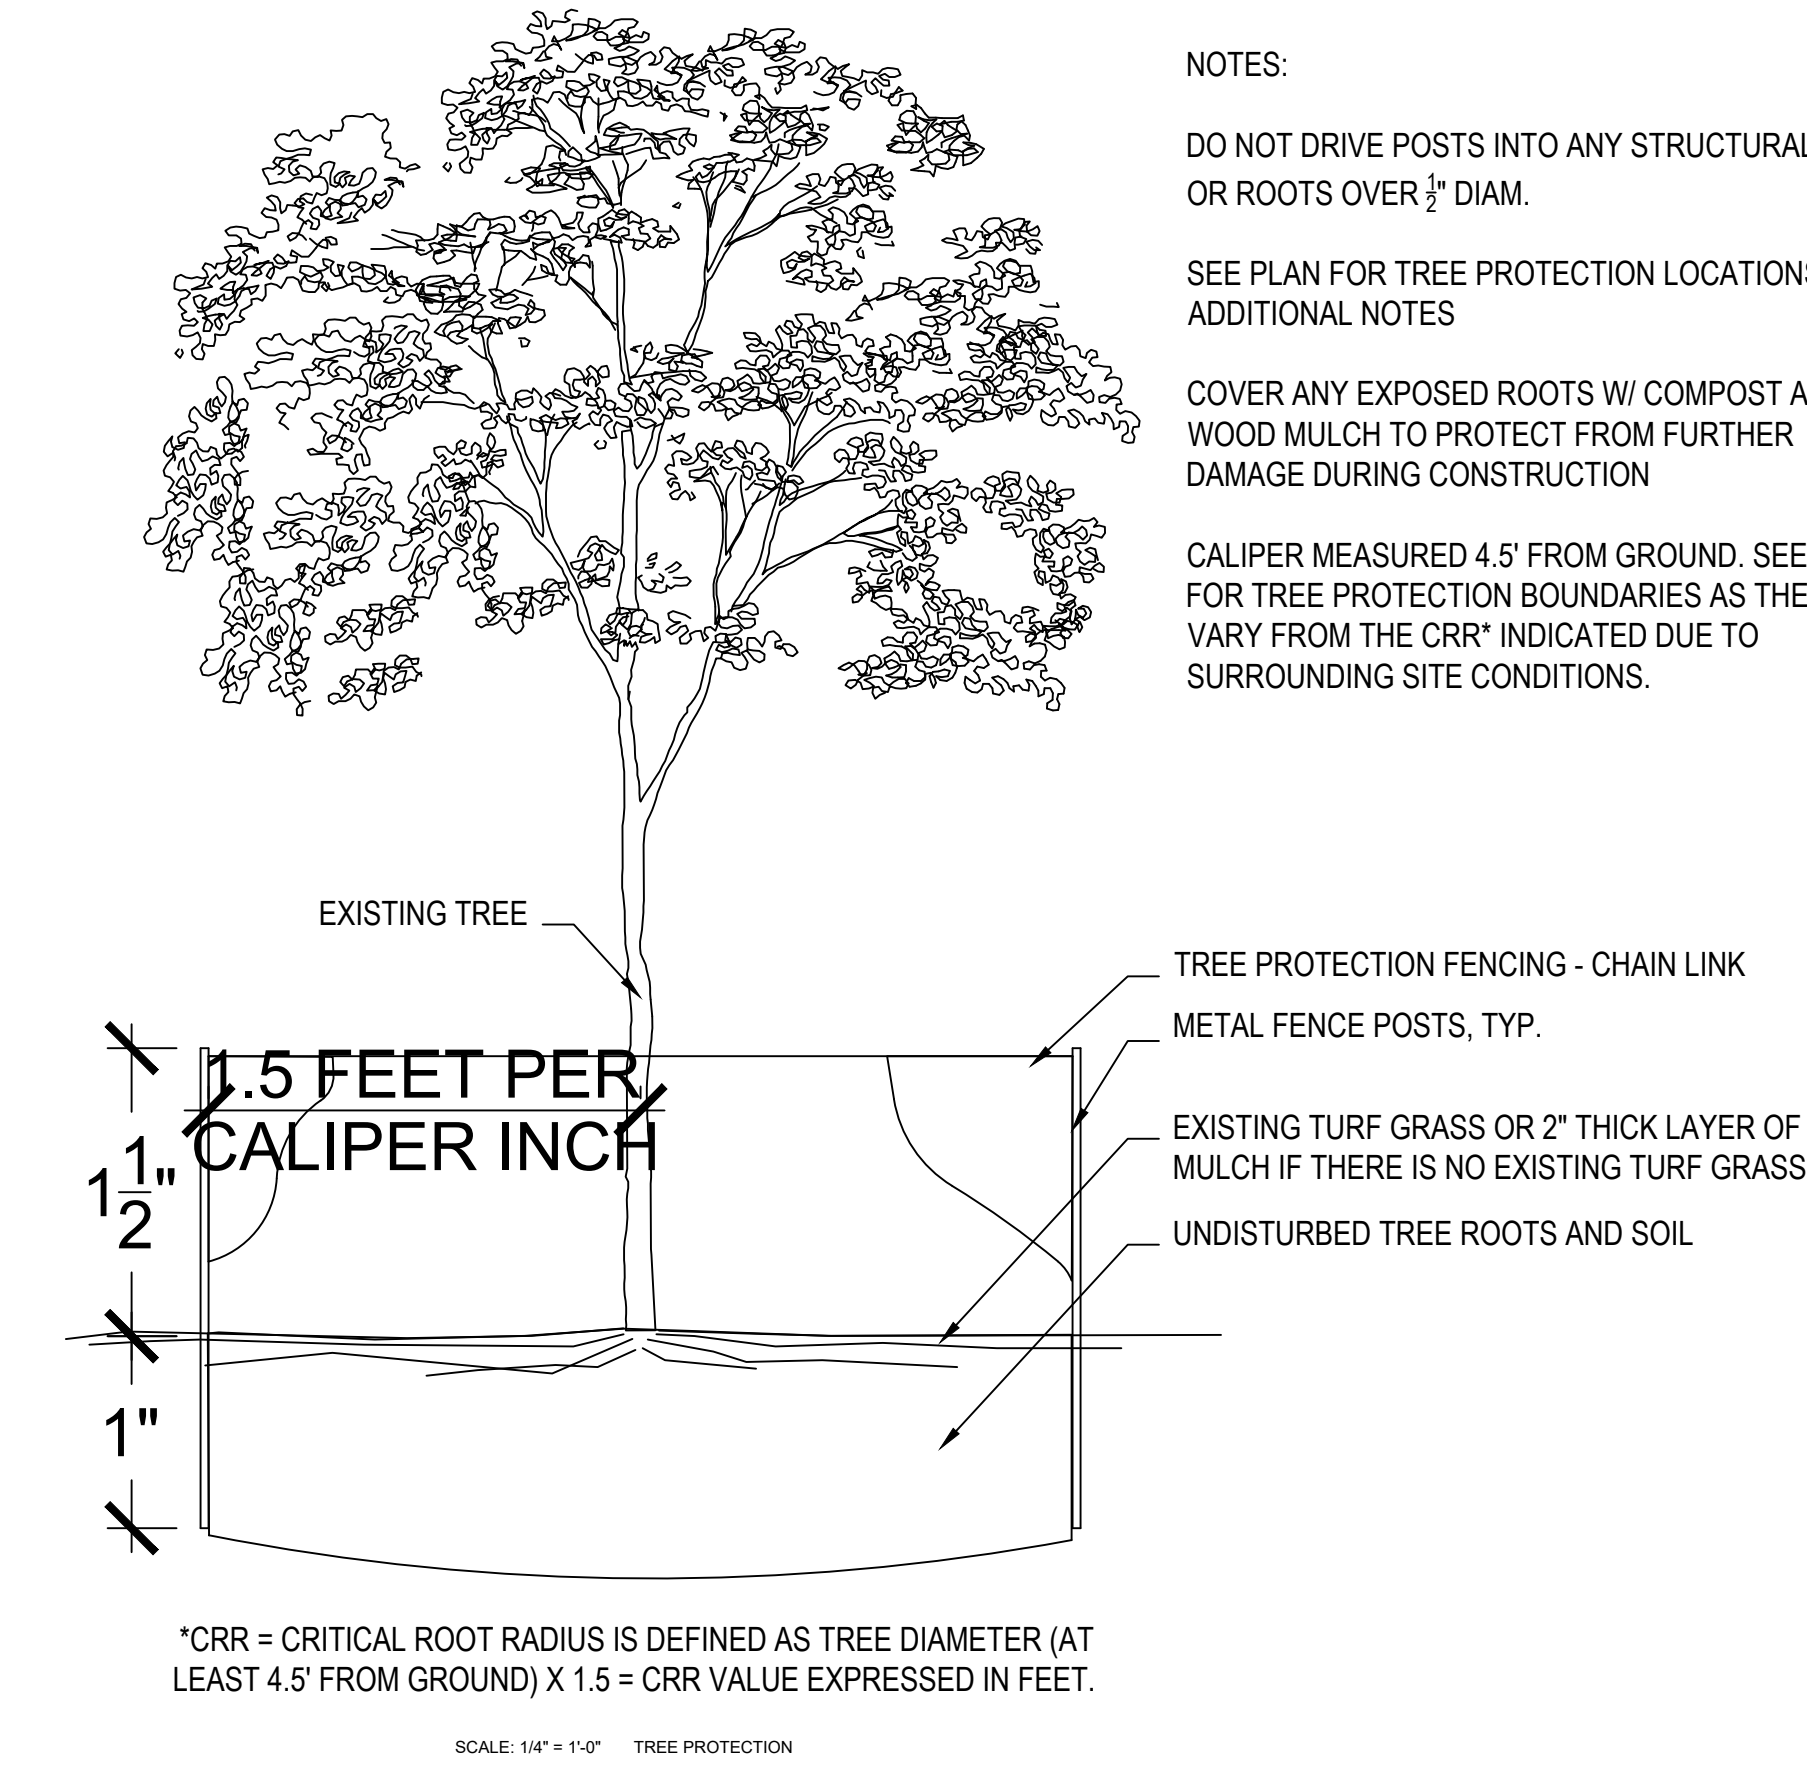 NOTES:
DO NOT DRIVE POSTS INTO ANY STRUCTURAL
OR ROOTS OVER 1/2" DIAM.
SEE PLAN FOR TREE PROTECTION LOCATIONS
ADDITIONAL NOTES
COVER ANY EXPOSED ROOTS W/ COMPOST A
WOOD MULCH TO PROTECT FROM FURTHER
DAMAGE DURING CONSTRUCTION
CALIPER MEASURED 4.5' FROM GROUND. SEE
FOR TREE PROTECTION BOUNDARIES AS THE
VARY FROM THE CRR* INDICATED DUE TO
SURROUNDING SITE CONDITIONS.
EXISTING TREE
TREE PROTECTION FENCING - CHAIN LINK
METAL FENCE POSTS, TYP.
1.5 FEET PER
CALIPER INCH
EXISTING TURF GRASS OR 2" THICK LAYER OF
MULCH IF THERE IS NO EXISTING TURF GRASS
1 1/2"
UNDISTURBED TREE ROOTS AND SOIL
1"
*CRR = CRITICAL ROOT RADIUS IS DEFINED AS TREE DIAMETER (AT
LEAST 4.5' FROM GROUND) X 1.5 = CRR VALUE EXPRESSED IN FEET.
SCALE: 1/4" = 1'-0" TREE PROTECTION